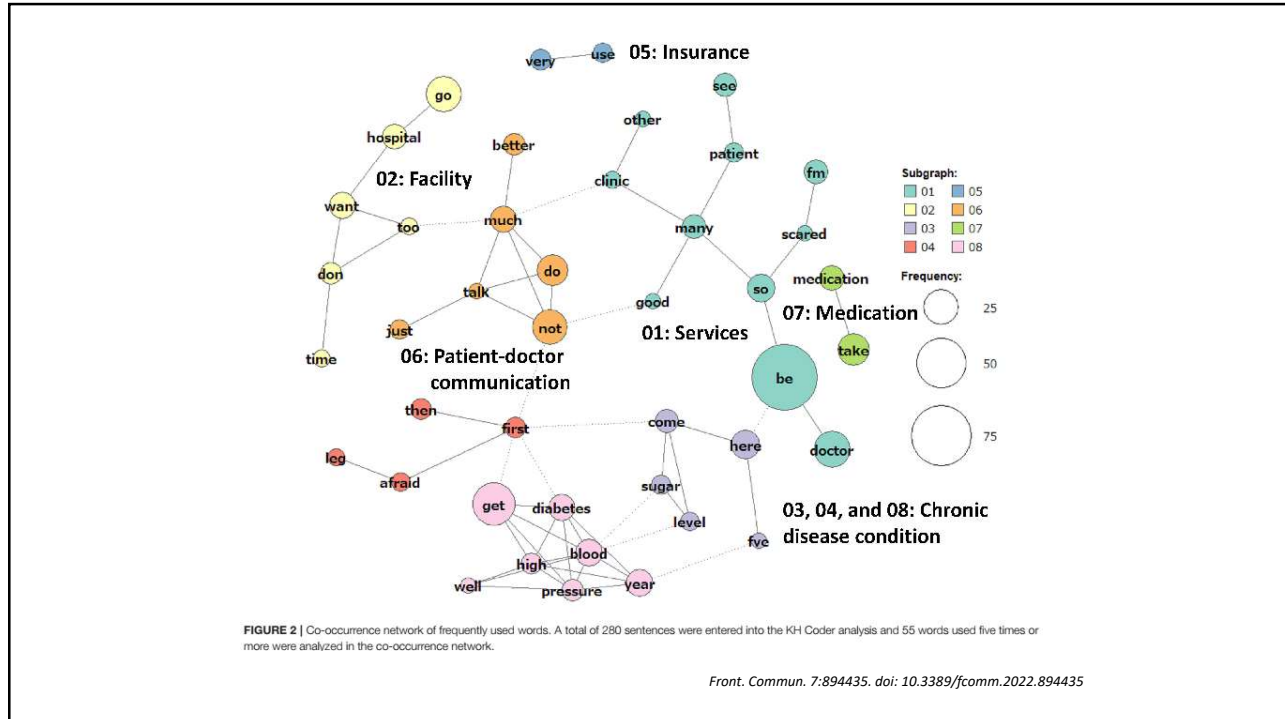 05: Insurance
very
use
see
go
other
hospital
better
patient
fm
02: Facility
clinic
want
too
much
many
scared
don
do
medication
talk
so
good
07: Medication
just
not
01: Services
take
time
06: Patient-doctor
communication
be
then
first
come
here
doctor
leg
afraid
sugar
get
diabetes
level
03, 04, and 08: Chronic
disease condition
blood
fve
high
well
pressure
year
Subgraph:
01 05
02 06
03 07
04 08
Frequency:
25
50
75
FIGURE 2 | Co-occurrence network of frequently used words. A total of 280 sentences were entered into the KH Coder analysis and 55 words used five times or
more were analyzed in the co-occurrence network.
Front. Commun. 7:894435. doi: 10.3389/fcomm.2022.894435